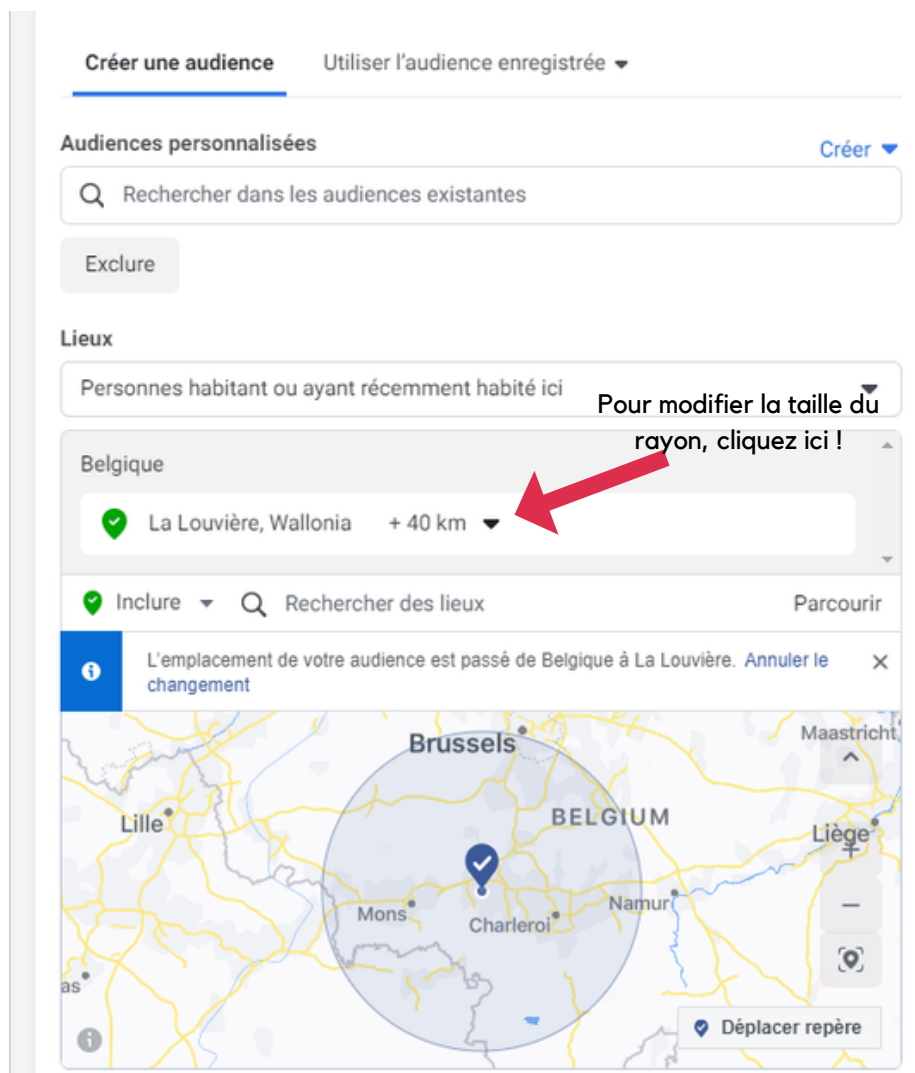 Créer une audience Utiliser l'audience enregistrée
Audiences personnalisées
Créer
Rechercher dans les audiences existantes
Exclure
Lieux
Personnes habitant ou ayant récemment habité ici
Pour modifier la taille du
rayon, cliquez ici !
Belgique
La Louvière, Wallonia + 40 km
Inclure Rechercher des lieux Parcourir
L'emplacement de votre audience est passé de Belgique à La Louvière. Annuler le
changement
Maastricht
Brussels
BELGIUM
Lille
Liège
Namur
Mons
Charleroi
as
Déplacer repère